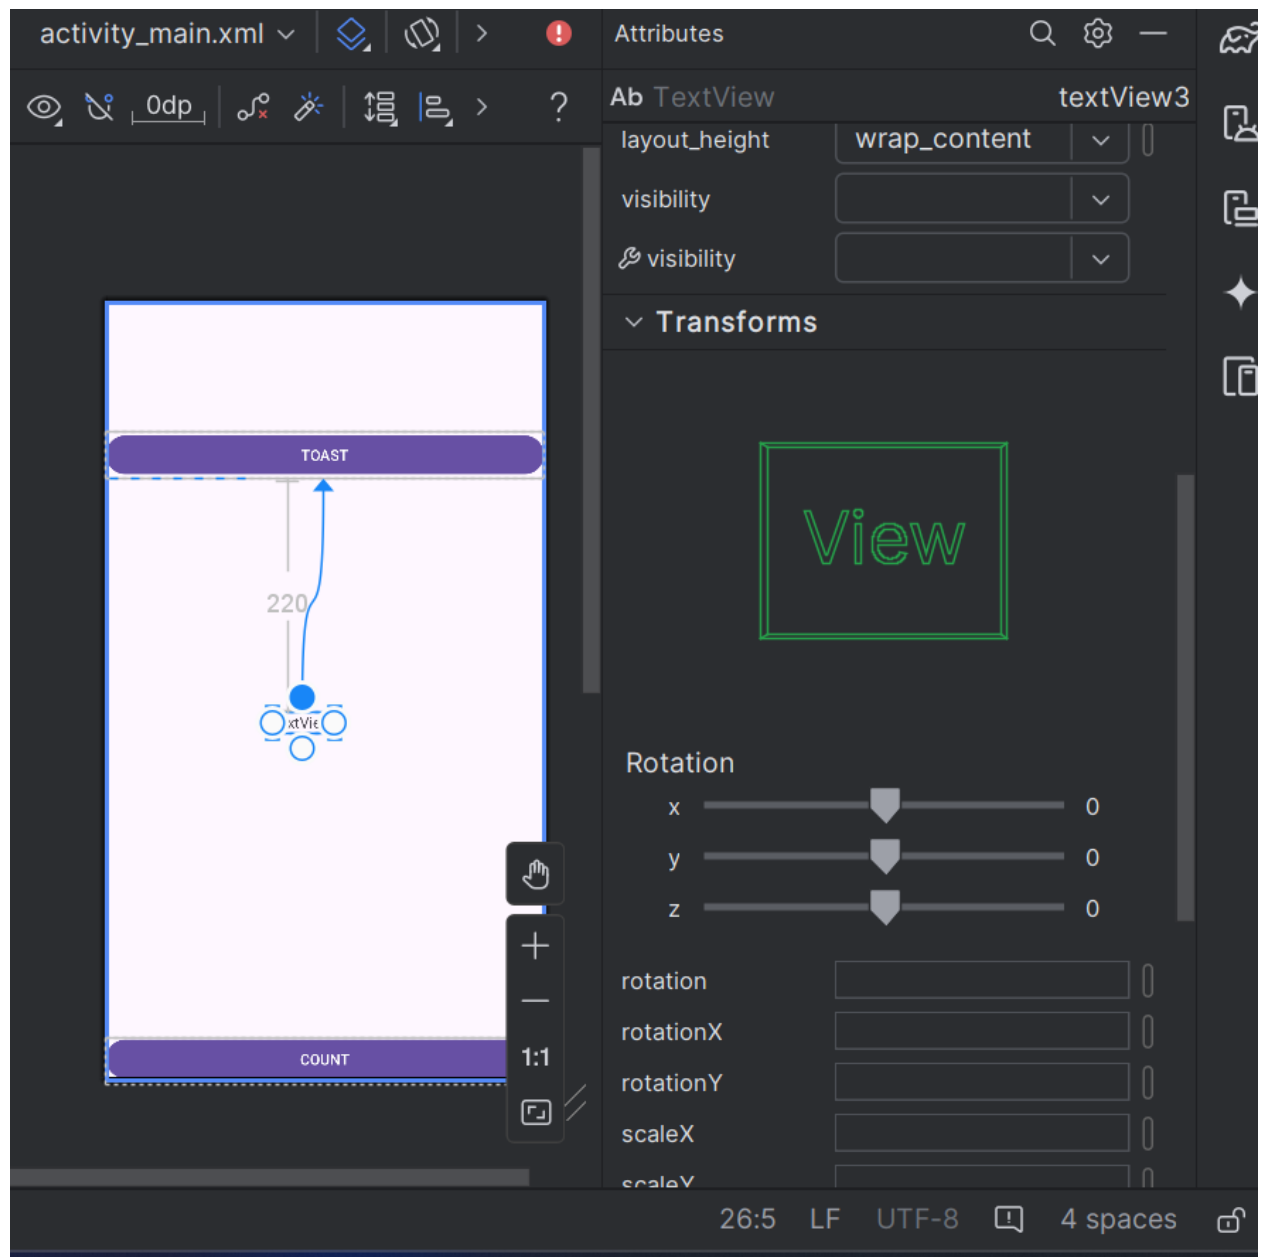 activity_main.xml
Attributes
0dp
?
Ab TextView
textView3
layout_height
wrap_content
visibility
visibility
Transforms
View
TOAST
220
xtVie
COUNT
1:1
Rotation
x
0
y
0
z
0
rotation
rotationX
rotationY
scaleX
scaleY
26:5
LF
UTF-8
4 spaces